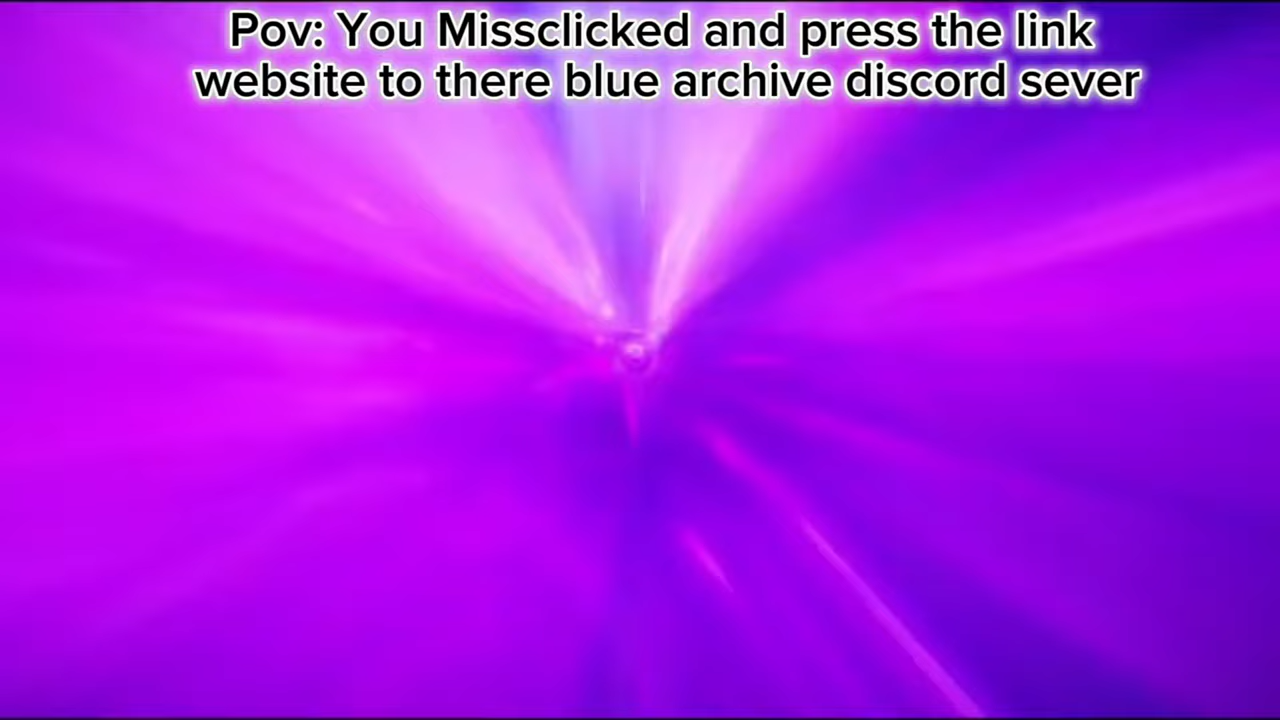 Pov: You Missclicked and press the link
website to there blue archive discord sever